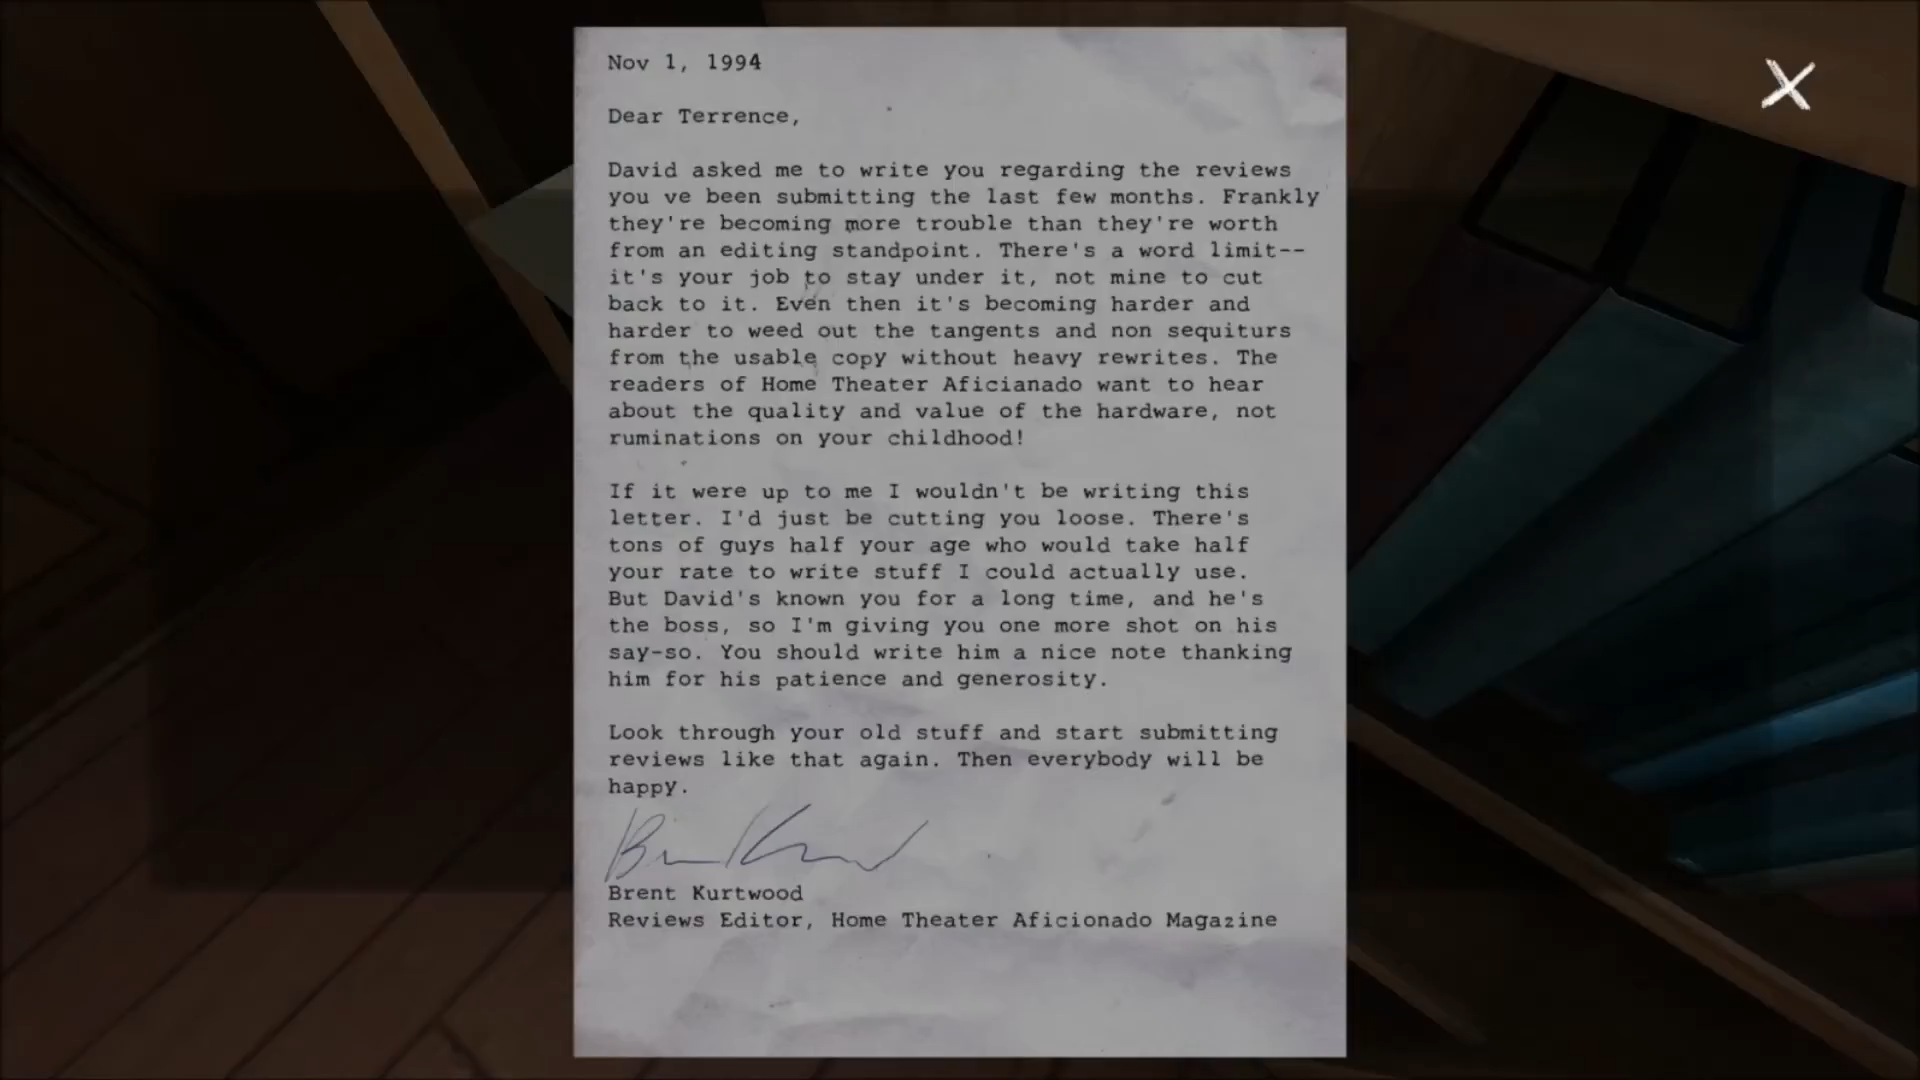 Nov 1, 1994
Dear Terrence,
David asked me to write you regarding the reviews
you ve been submitting the last few months. Frankly
they're becoming more trouble than they're worth
from an editing standpoint. There's a word limit--
it's your job to stay under it, not mine to cut
back to it. Even then it's becoming harder and
harder to weed out the tangents and non sequiturs
from the usable copy without heavy rewrites. The
readers of Home Theater Aficianado want to hear
about the quality and value of the hardware, not
ruminations on your childhood!
If it were up to me I wouldn't be writing this
letter. I'd just be cutting you loose. There's
tons of guys half your age who would take half
your rate to write stuff I could actually use.
But David's known you for a long time, and he's
the boss, so I'm giving you one more shot on his
say-so. You should write him a nice note thanking
him for his patience and generosity.
Look through your old stuff and start submitting
reviews like that again. Then everybody will be
happy.
Brent Kurtwood
Reviews Editor, Home Theater Aficionado Magazine